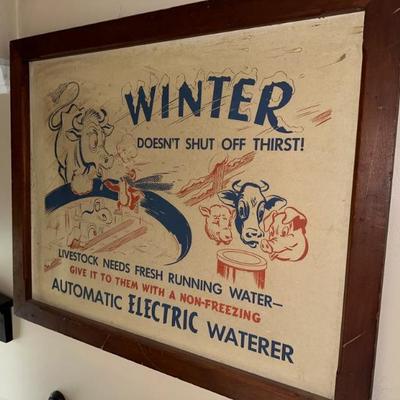 WINTER
DOESN'T SHUT OFF THIRST!
LIVESTOCK NEEDS FRESH RUNNING WATER—
GIVE IT TO THEM WITH A NON-FREEZING
AUTOMATIC ELECTRIC WATERER